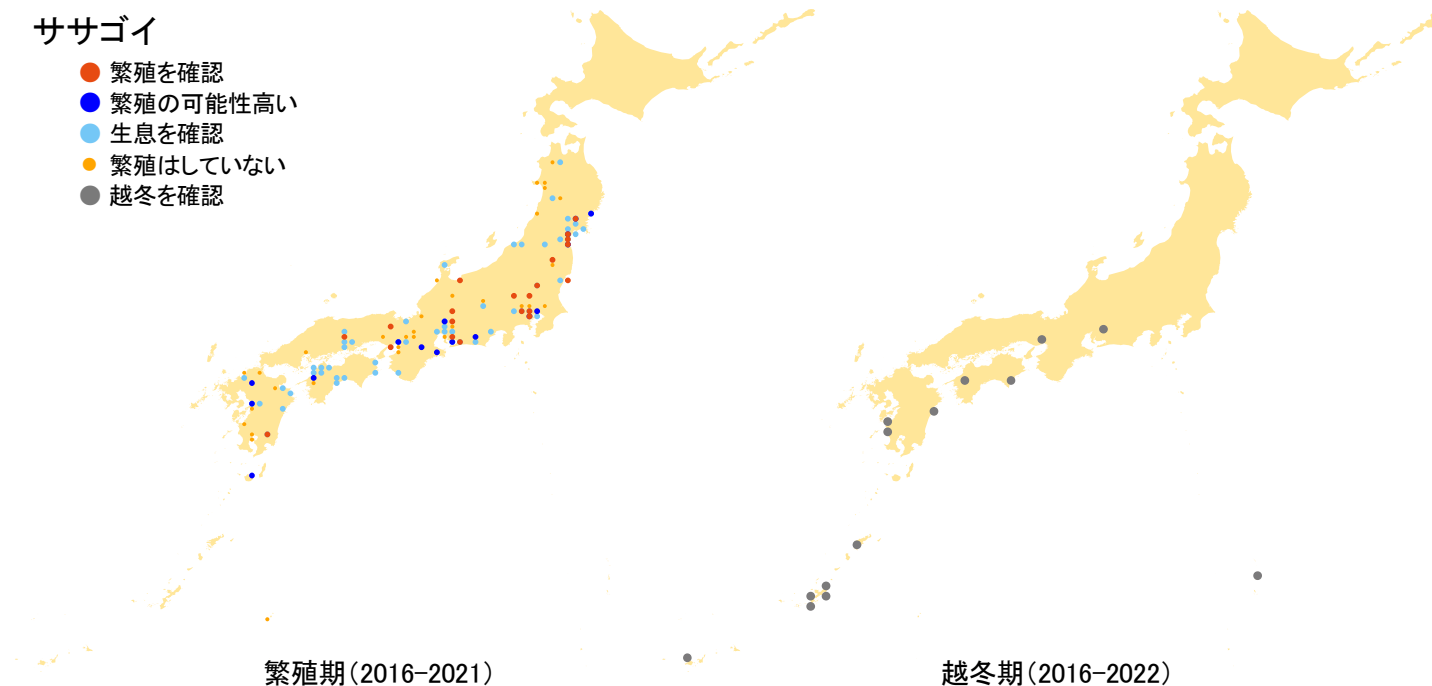 ササゴイ
繁殖を確認
繁殖の可能性高い
生息を確認
繁殖はしていない
越冬を確認
繁殖期（2016-2021）
越冬期（2016-2022）